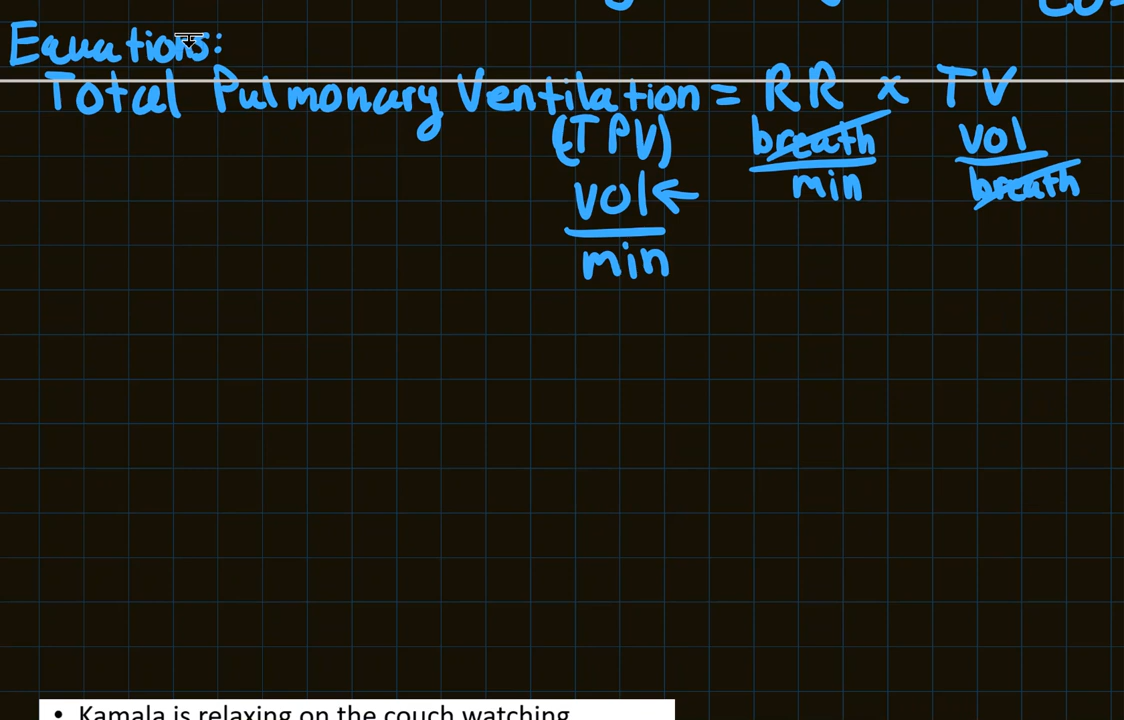 Equations:
Total Pulmonary Ventilation = RR x TV
(TPV) breath vol
vol← min breath
min
• Kamala is relaxing on the couch watching